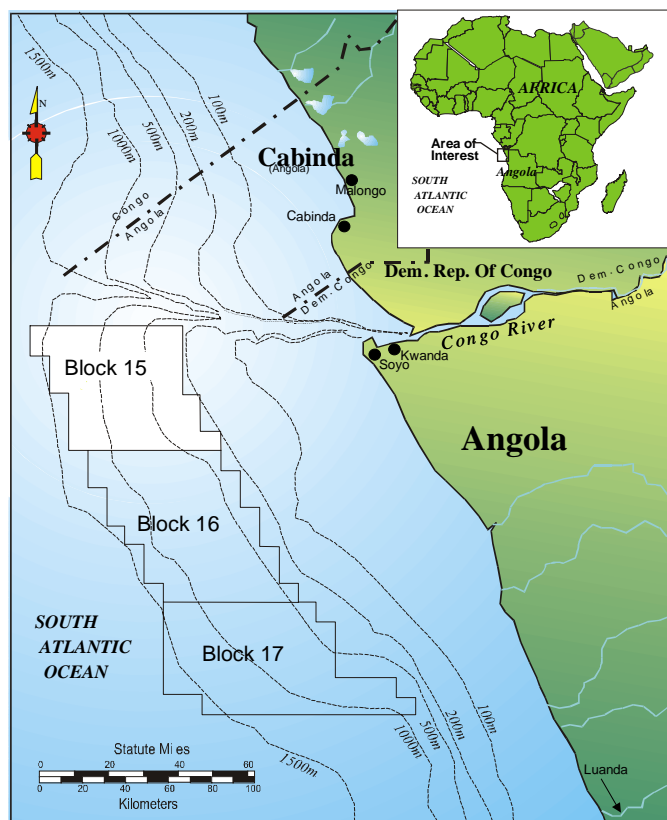 1500m
1000m
500m
200m
100m
N
AFRICA
Area of
Interest
Angola
SOUTH
ATLANTIC
OCEAN
Cabinda
(Angola)
Malongo
Cabinda
Congo
Angola
Angola
Dem. Congo
Dem. Rep. Of Congo
Dem. Congo
Angola
Congo River
Kwanda
Soyo
Block 15
Angola
Block 16
SOUTH
ATLANTIC
OCEAN
Block 17
100m
200m
500m
1000m
1500m
Statute Mi es
0 20 40 60
0 20 40 60 80 100
Kilometers
Luanda